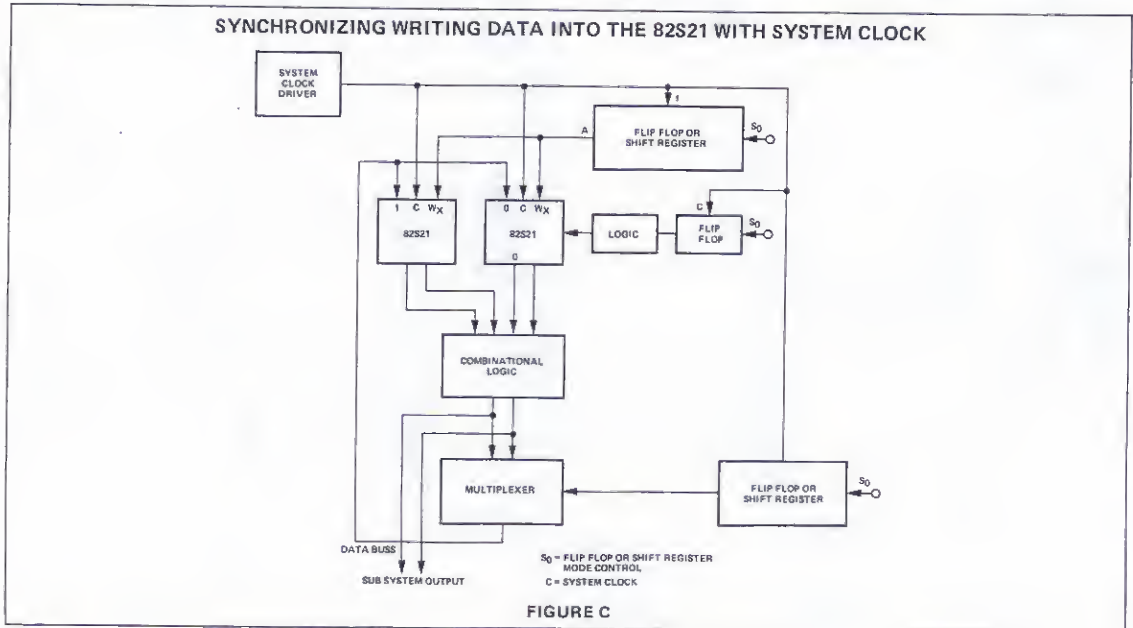 SYNCHRONIZING WRITING DATA INTO THE 82S21 WITH SYSTEM CLOCK
SYSTEM
CLOCK
DRIVER
1
FLIP FLOP OR
SHIFT REGISTER
S0
A
1 C WX
82S21
0 C WX
82S21
0
LOGIC
C
FLIP
FLOP
S0
COMBINATIONAL
LOGIC
MULTIPLEXER
FLIP FLOP OR
SHIFT REGISTER
S0
DATA BUSS
SUB SYSTEM OUTPUT
S0 = FLIP FLOP OR SHIFT REGISTER
MODE CONTROL
C = SYSTEM CLOCK
FIGURE C